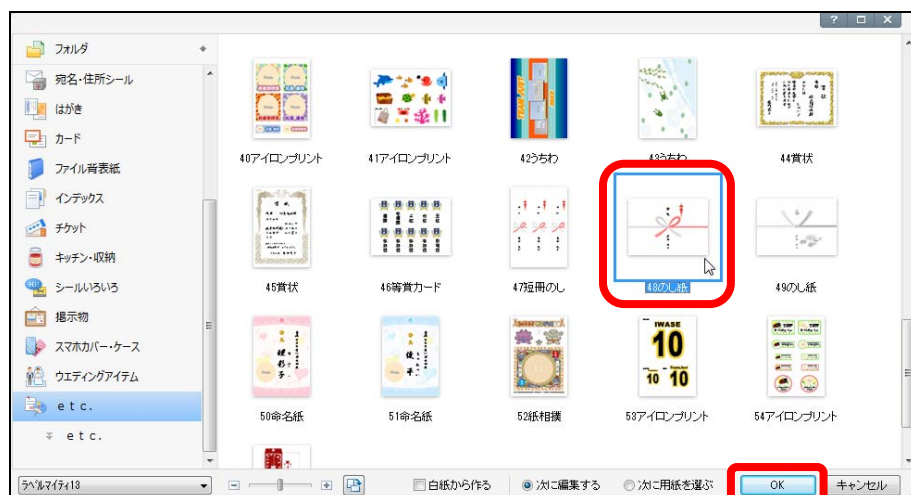 フォルダ
宛名・住所シール
はがき
カード
ファイル背表紙
インデックス
チケット
キッチン・収納
シールいろいろ
掲示物
スマホカバー・ケース
ウエディングアイテム
ｅｔｃ．
ｅｔｃ．
40アイロンプリント
41アイロンプリント
42うちわ
43うちわ
44賞状
45賞状
46等賞カード
47短冊のし
48のし紙
49のし紙
IWASE
10
10 10
50命名紙
51命名紙
52紙相撲
53アイロンプリント
54アイロンプリント
ラベルマイティ13
白紙から作る
次に編集する
次に用紙を選ぶ
OK
キャンセル